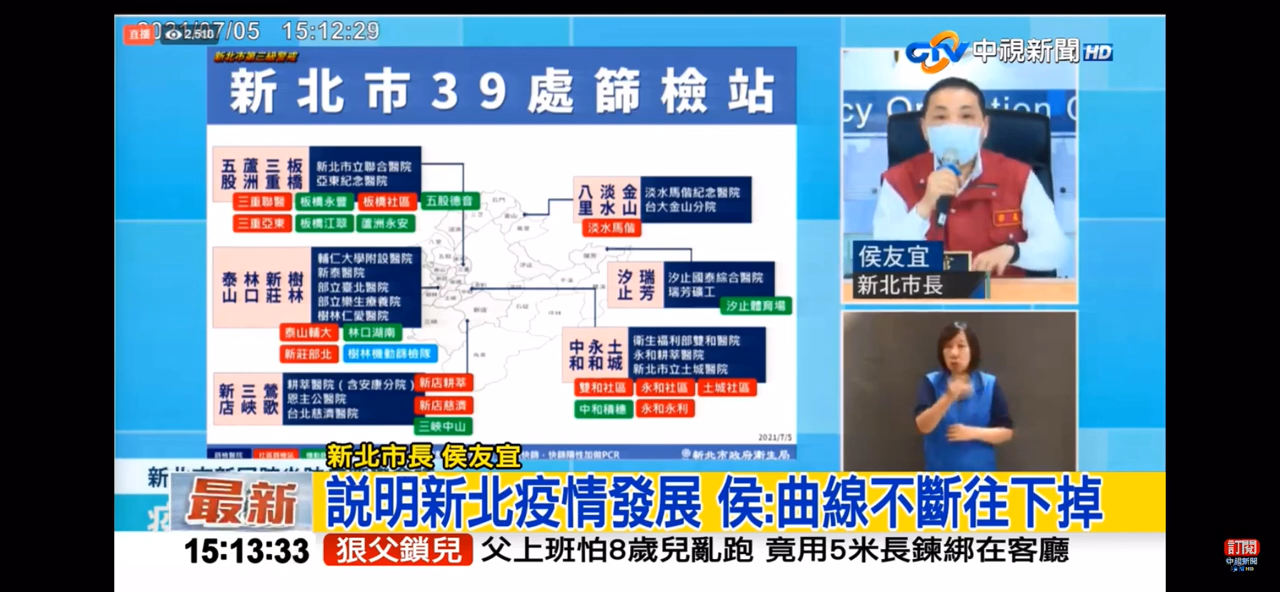 2021/07/05 15:12:29
直播 2,510
CTV 中視新聞HD
新北市第三級警戒
新北市39處篩檢站
板橋
三重
蘆洲
五股
新北市立聯合醫院
亞東紀念醫院
三重聯醫 板橋永豐 板橋社區 五股德音
三重亞東 板橋江翠 蘆洲永安
樹林
新莊
林口
泰山
輔仁大學附設醫院
新泰醫院
部立臺北醫院
部立樂生療養院
樹林仁愛醫院
泰山輔大 林口湖南
新莊部北 樹林機動篩檢隊
鶯歌
三峽
新店
耕莘醫院（含安康分院）
恩主公醫院
台北慈濟醫院
新店耕莘
新店慈濟
三峽中山
金山
淡水
八里
淡水馬偕紀念醫院
台大金山分院
淡水馬偕
瑞芳
汐止
汐止國泰綜合醫院
瑞芳礦工
汐止體育場
土城
永和
中和
衛生福利部雙和醫院
永和耕莘醫院
新北市立土城醫院
雙和社區 永和社區 土城社區
中和積穗 永和永利
2021/7/5
快篩陽性加做PCR
新北市政府衛生局
cy Operation C
侯友宜
新北市長
新北市長 侯友宜
最新
說明新北疫情發展 侯:曲線不斷往下掉
15:13:33 狠父鎖兒 父上班怕8歲兒亂跑 竟用5米長鍊綁在客廳
訂閱
中視新聞
HD